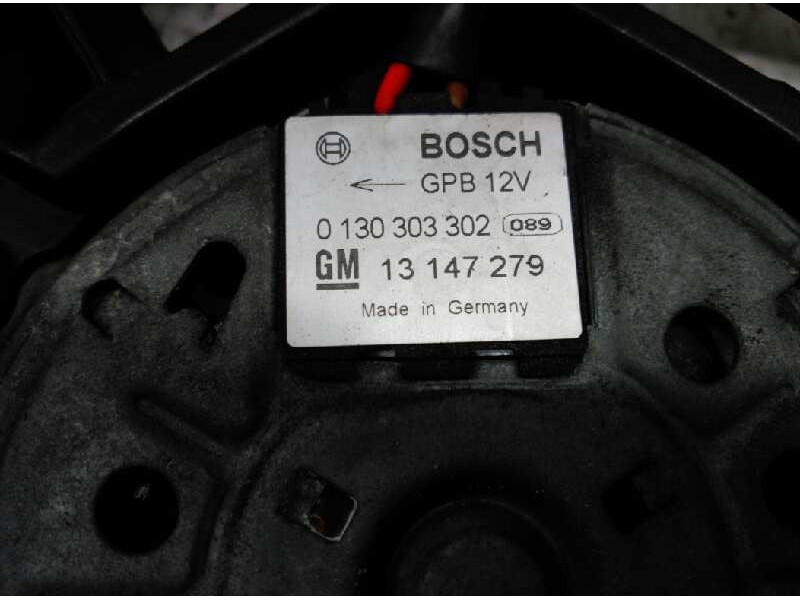 BOSCH
← GPB 12V
0 130 303 302 089
GM 13 147 279
Made in Germany